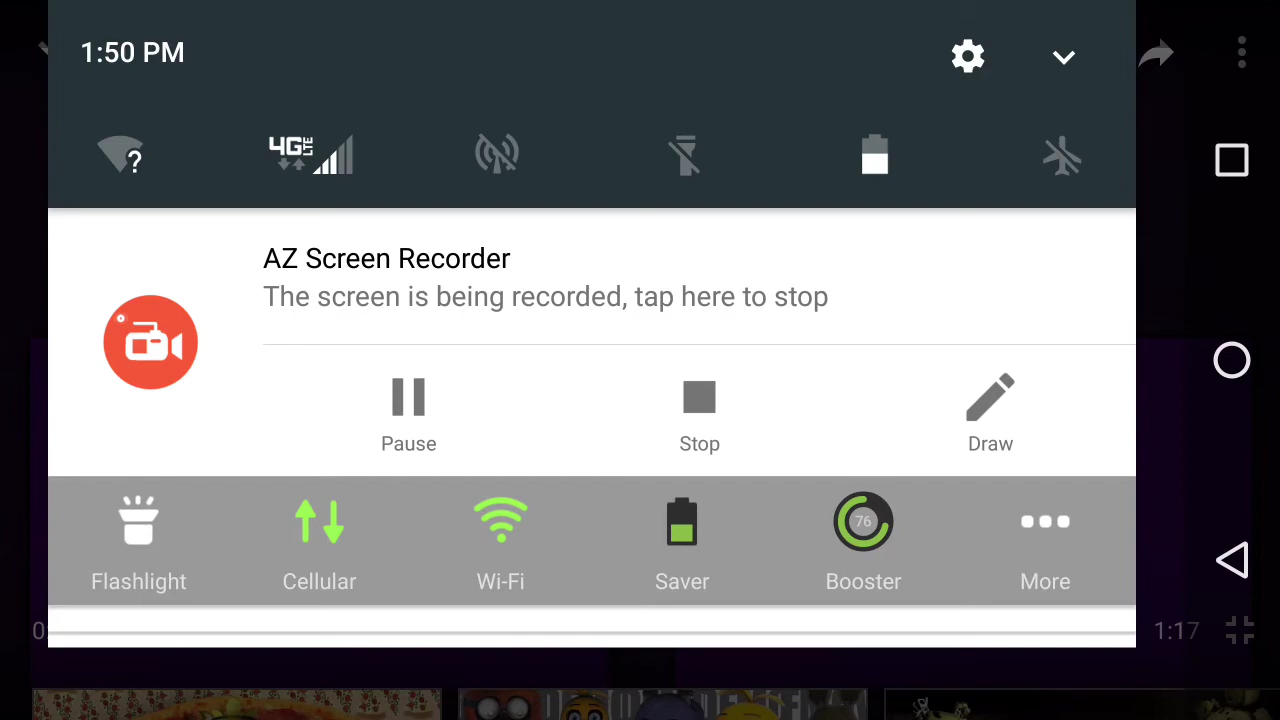 1:50 PM
? 4G LTE
AZ Screen Recorder
The screen is being recorded, tap here to stop
Pause Stop Draw
76
Flashlight Cellular Wi-Fi Saver Booster More
0: 1:17